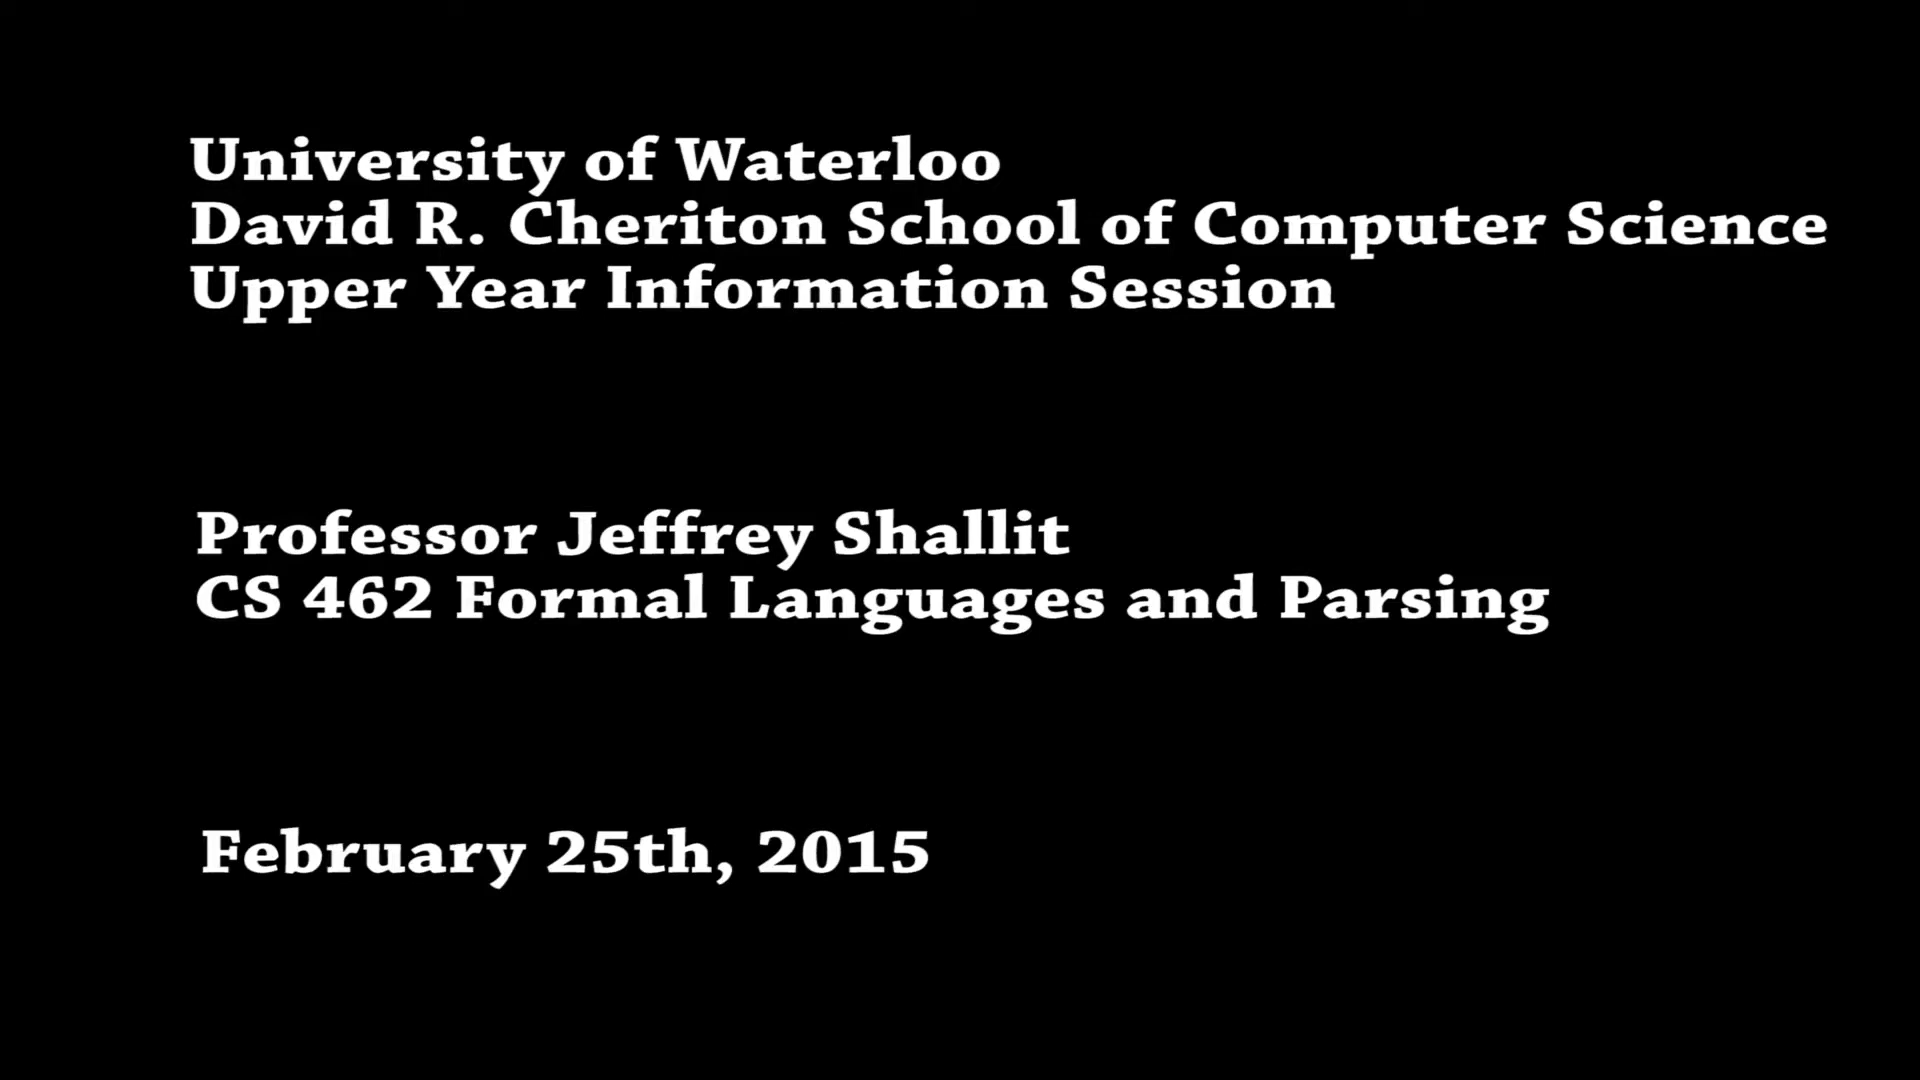 University of Waterloo
David R. Cheriton School of Computer Science
Upper Year Information Session
Professor Jeffrey Shallit
CS 462 Formal Languages and Parsing
February 25th, 2015